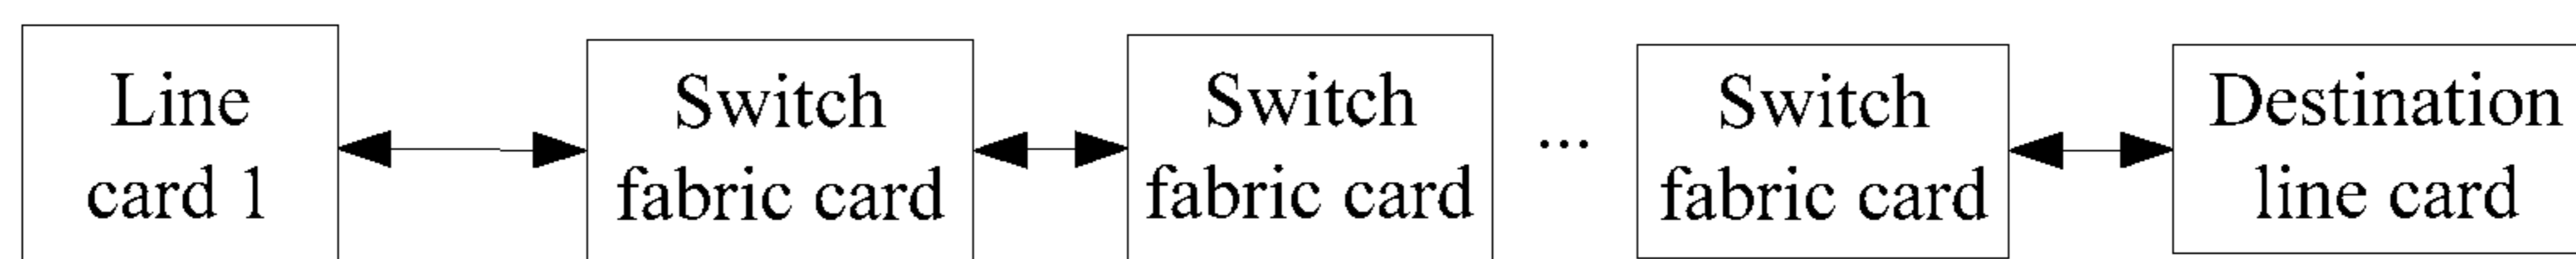 Line
card 1
Switch
fabric card
Switch
fabric card
...
Switch
fabric card
Destination
line card